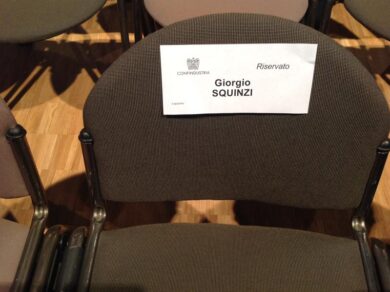 CONFINDUSTRIA
Riservato
Giorgio
SQUINZI